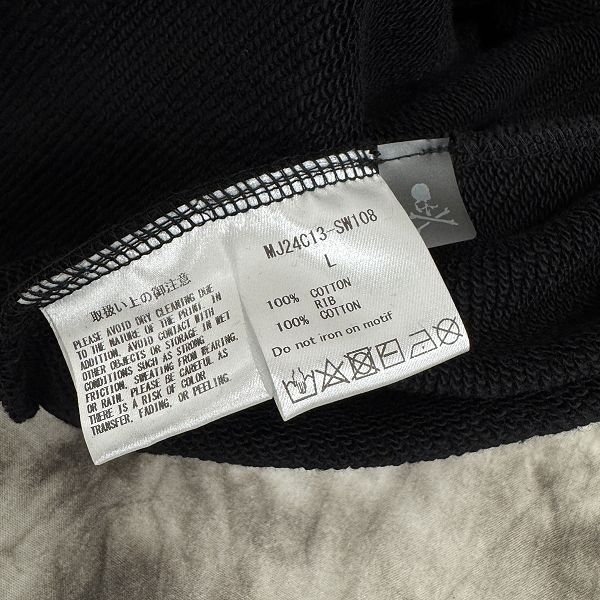 取扱い上の御注意
PLEASE AVOID DRY CLEANING DUE
TO THE NATURE OF THE PRINT. IN
ADDITION, AVOID CONTACT WITH
OTHER OBJECTS OR STORAGE IN WET
CONDITIONS SUCH AS STRONG
FRICTION, SWEATING FROM WEARING,
OR RAIN. PLEASE BE CAREFUL AS
THERE IS A RISK OF COLOR
TRANSFER, FADING, OR PEELING.
MJ24C13-SW108
L
100% COTTON
RIB
100% COTTON
Do not iron on motif